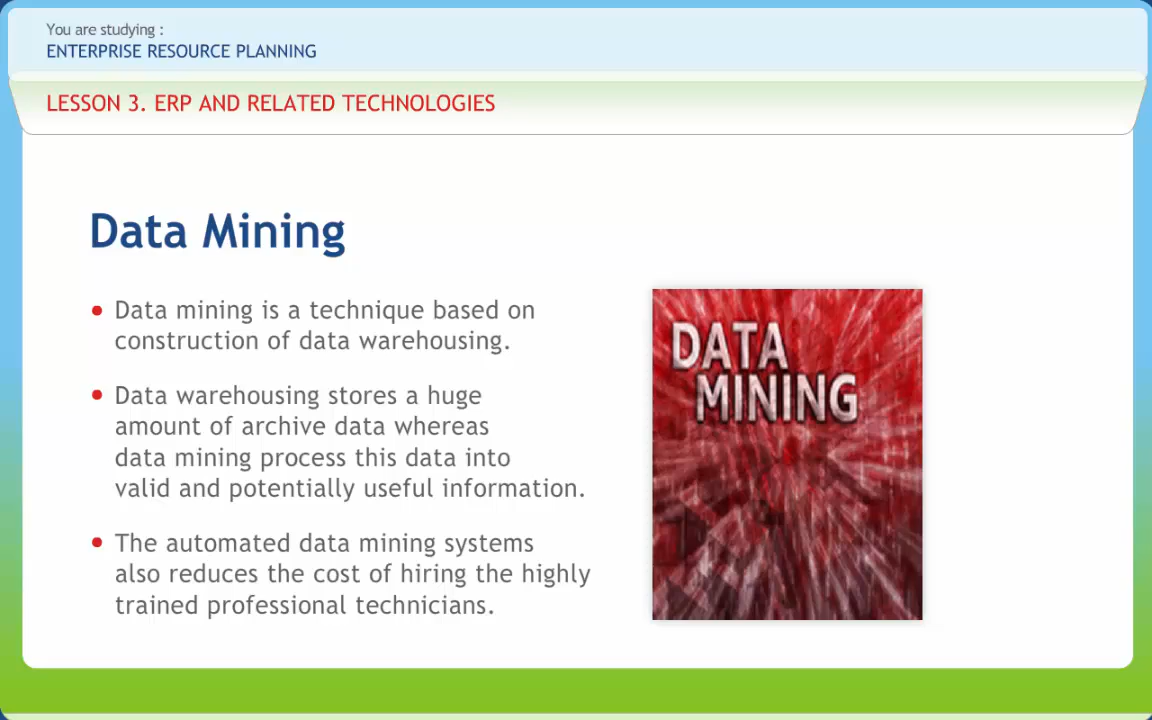 You are studying :
ENTERPRISE RESOURCE PLANNING
LESSON 3. ERP AND RELATED TECHNOLOGIES
Data Mining
• Data mining is a technique based on
construction of data warehousing.
• Data warehousing stores a huge
amount of archive data whereas
data mining process this data into
valid and potentially useful information.
• The automated data mining systems
also reduces the cost of hiring the highly
trained professional technicians.
DATA
MINING